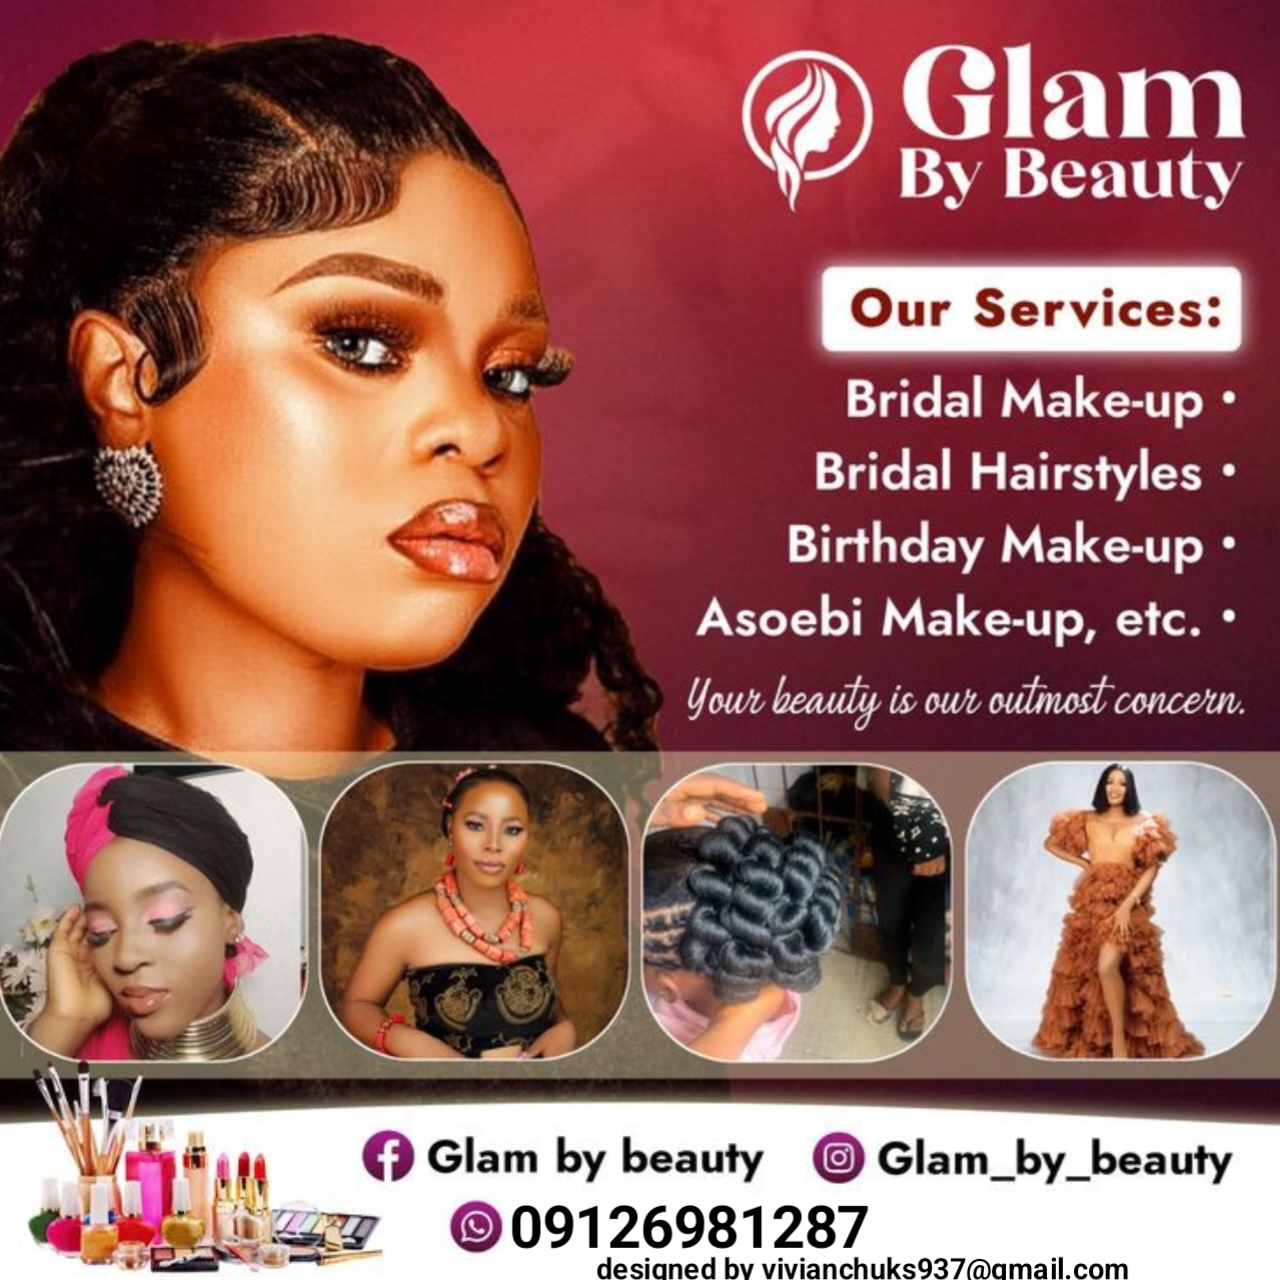 Glam
By Beauty
Our Services:
Bridal Make-up •
Bridal Hairstyles •
Birthday Make-up •
Asoebi Make-up, etc. •
Your beauty is our outmost concern.
Glam by beauty
Glam_by_beauty
09126981287
designed by vivianchuks937@gmail.com